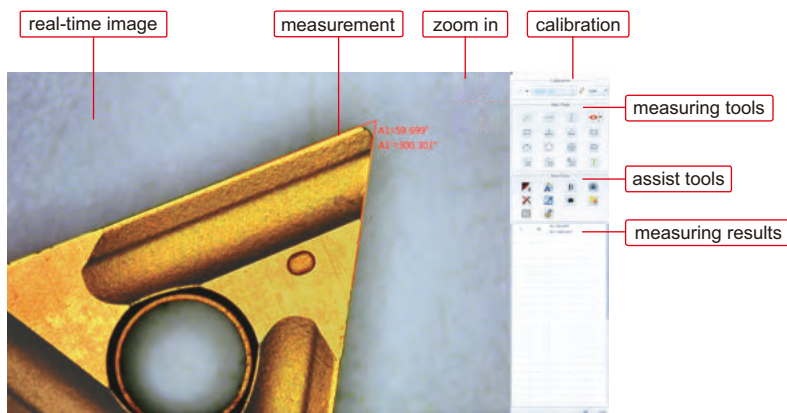 real-time image
measurement
zoom in
calibration
measuring tools
A1=59.699°
A1'=300.301°
assist tools
measuring results